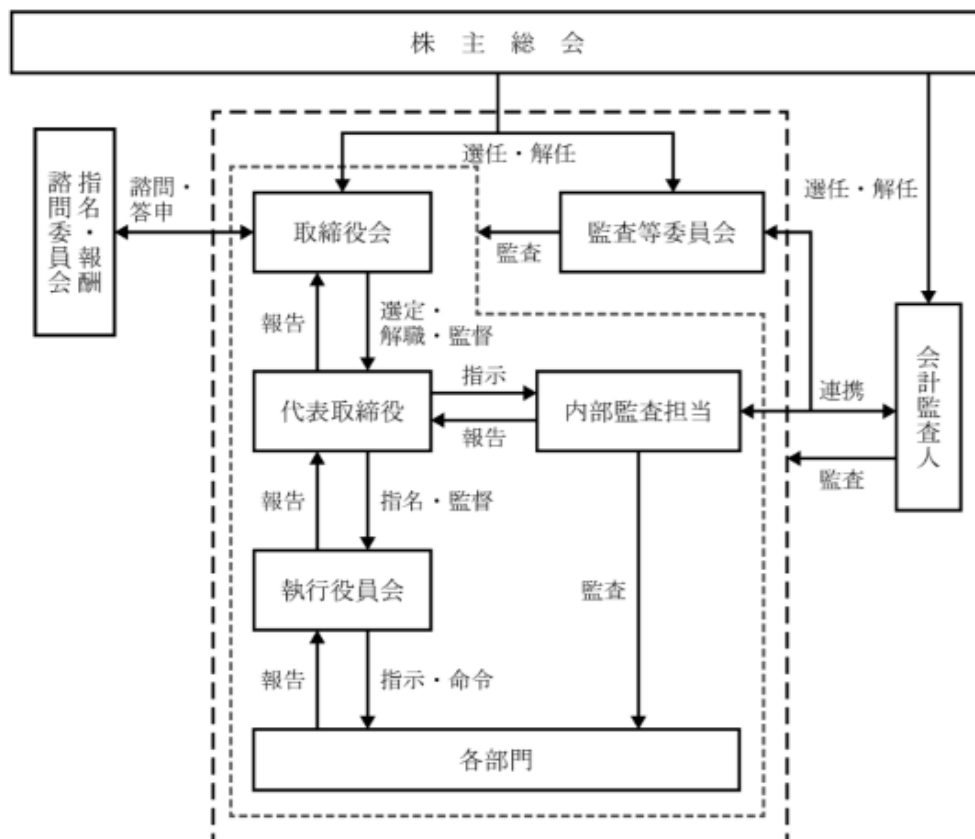 株主総会
選任・解任
選任・解任
指名・報酬
諮問委員会
諮問・
答申
取締役会
監査
監査等委員会
報告
選定・
解職・監督
代表取締役
指示
報告
内部監査担当
連携
会計監査人
監査
報告
指名・監督
執行役員会
監査
報告
指示・命令
各部門